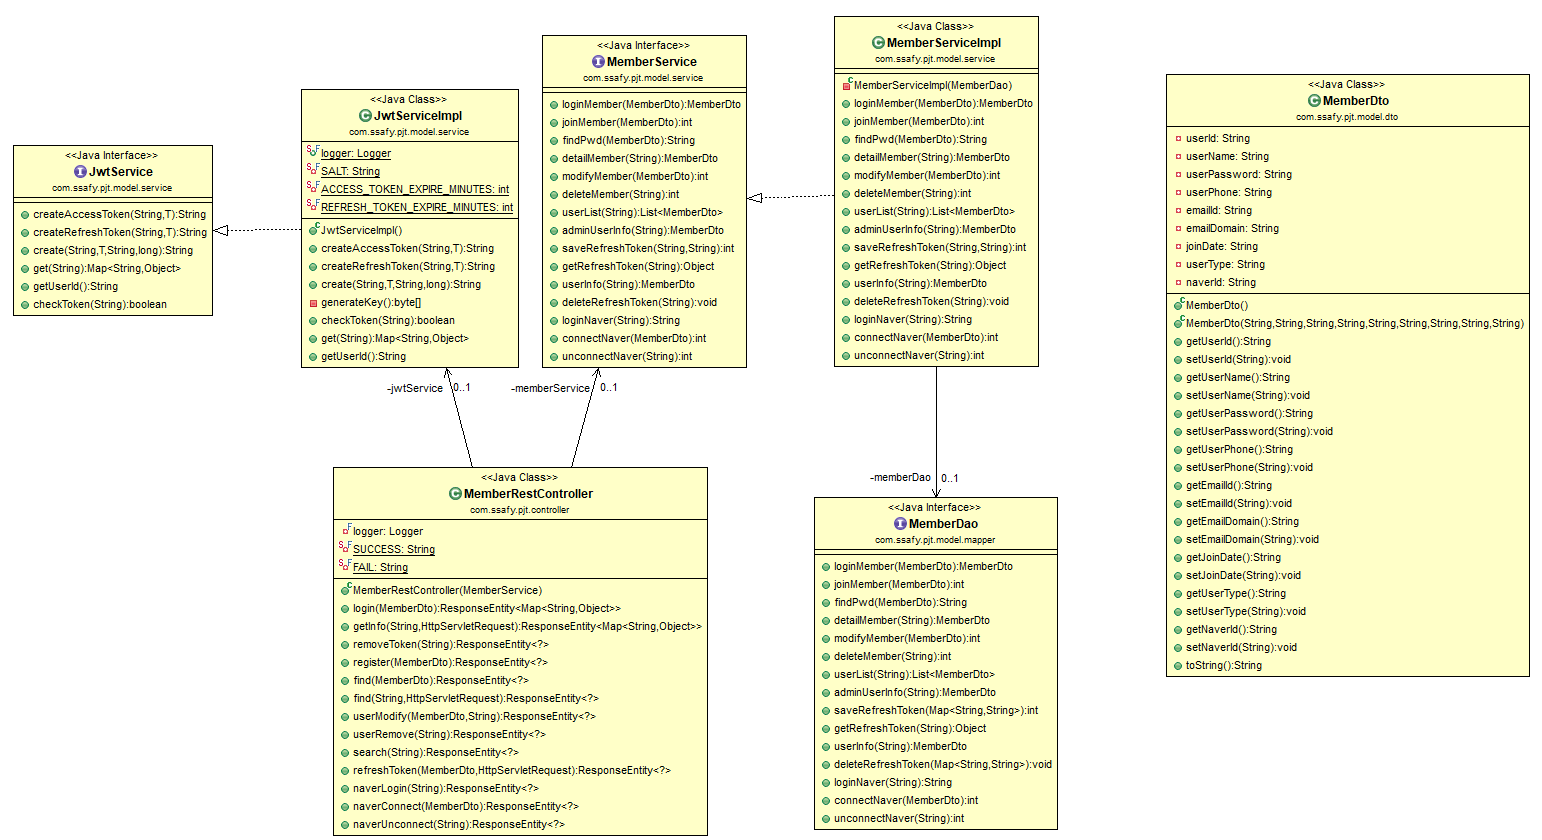 <<Java Interface>>
JwtService
com.ssafy.pjt.model.service
createAccessToken(String,T):String
createRefreshToken(String,T):String
create(String,T,String,long):String
get(String):Map<String,Object>
getUserId():String
checkToken(String):boolean
<<Java Class>>
JwtServiceImpl
com.ssafy.pjt.model.service
logger: Logger
SALT: String
ACCESS_TOKEN_EXPIRE_MINUTES: int
REFRESH_TOKEN_EXPIRE_MINUTES: int
JwtServiceImpl()
createAccessToken(String,T):String
createRefreshToken(String,T):String
create(String,T,String,long):String
generateKey():byte[]
checkToken(String):boolean
get(String):Map<String,Object>
getUserId():String
<<Java Interface>>
MemberService
com.ssafy.pjt.model.service
loginMember(MemberDto):MemberDto
joinMember(MemberDto):int
findPwd(MemberDto):String
detailMember(String):MemberDto
modifyMember(MemberDto):int
deleteMember(String):int
userList(String):List<MemberDto>
adminUserInfo(String):MemberDto
saveRefreshToken(String,String):int
getRefreshToken(String):Object
userInfo(String):MemberDto
deleteRefreshToken(String):void
loginNaver(String):String
connectNaver(MemberDto):int
unconnectNaver(String):int
<<Java Class>>
MemberServiceImpl
com.ssafy.pjt.model.service
MemberServiceImpl(MemberDao)
loginMember(MemberDto):MemberDto
joinMember(MemberDto):int
findPwd(MemberDto):String
detailMember(String):MemberDto
modifyMember(MemberDto):int
deleteMember(String):int
userList(String):List<MemberDto>
adminUserInfo(String):MemberDto
saveRefreshToken(String,String):int
getRefreshToken(String):Object
userInfo(String):MemberDto
deleteRefreshToken(String):void
loginNaver(String):String
connectNaver(MemberDto):int
unconnectNaver(String):int
<<Java Class>>
MemberDto
com.ssafy.pjt.model.dto
userId: String
userName: String
userPassword: String
userPhone: String
emailId: String
emailDomain: String
joinDate: String
userType: String
naverId: String
MemberDto()
MemberDto(String,String,String,String,String,String,String,String,String)
getUserId():String
setUserId(String):void
getUserName():String
setUserName(String):void
getUserPassword():String
setUserPassword(String):void
getUserPhone():String
setUserPhone(String):void
getEmailId():String
setEmailId(String):void
getEmailDomain():String
setEmailDomain(String):void
getJoinDate():String
setJoinDate(String):void
getUserType():String
setUserType(String):void
getNaverId():String
setNaverId(String):void
toString():String
-jwtService 0..1
-memberService 0..1
-memberDao 0..1
<<Java Class>>
MemberRestController
com.ssafy.pjt.controller
logger: Logger
SUCCESS: String
FAIL: String
MemberRestController(MemberService)
login(MemberDto):ResponseEntity<Map<String,Object>>
getInfo(String,HttpServletRequest):ResponseEntity<Map<String,Object>>
removeToken(String):ResponseEntity<?>
register(MemberDto):ResponseEntity<?>
find(MemberDto):ResponseEntity<?>
find(String,HttpServletRequest):ResponseEntity<?>
userModify(MemberDto,String):ResponseEntity<?>
userRemove(String):ResponseEntity<?>
search(String):ResponseEntity<?>
refreshToken(MemberDto,HttpServletRequest):ResponseEntity<?>
naverLogin(String):ResponseEntity<?>
naverConnect(MemberDto):ResponseEntity<?>
naverUnconnect(String):ResponseEntity<?>
<<Java Interface>>
MemberDao
com.ssafy.pjt.model.mapper
loginMember(MemberDto):MemberDto
joinMember(MemberDto):int
findPwd(MemberDto):String
detailMember(String):MemberDto
modifyMember(MemberDto):int
deleteMember(String):int
userList(String):List<MemberDto>
adminUserInfo(String):MemberDto
saveRefreshToken(Map<String,String>):int
getRefreshToken(String):Object
userInfo(String):MemberDto
deleteRefreshToken(Map<String,String>):void
loginNaver(String):String
connectNaver(MemberDto):int
unconnectNaver(String):int